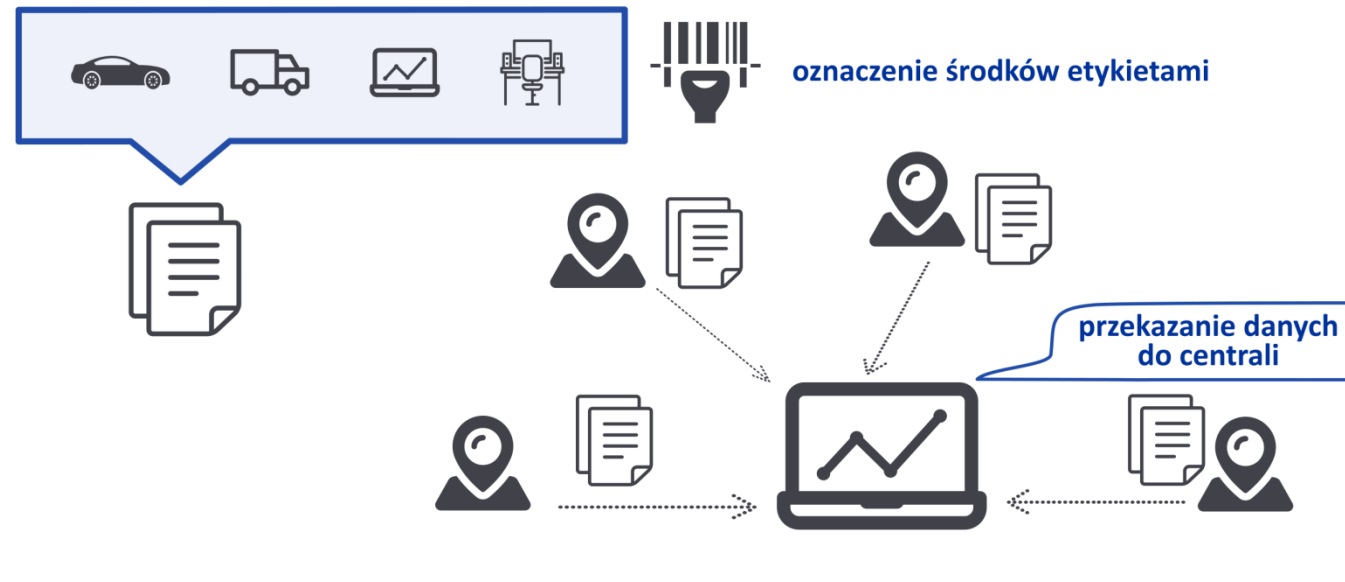 oznaczenie środków etykietami
przekazanie danych
do centrali